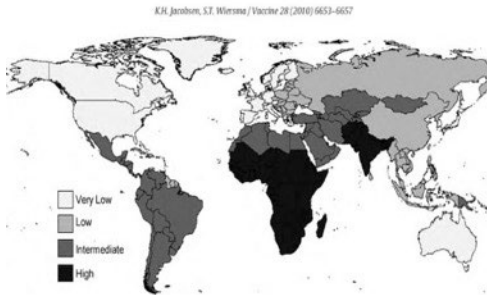 K.H. Jacobsen, S.T. Wiersma / Vaccine 28 (2010) 6653–6657
Very Low
Low
Intermediate
High